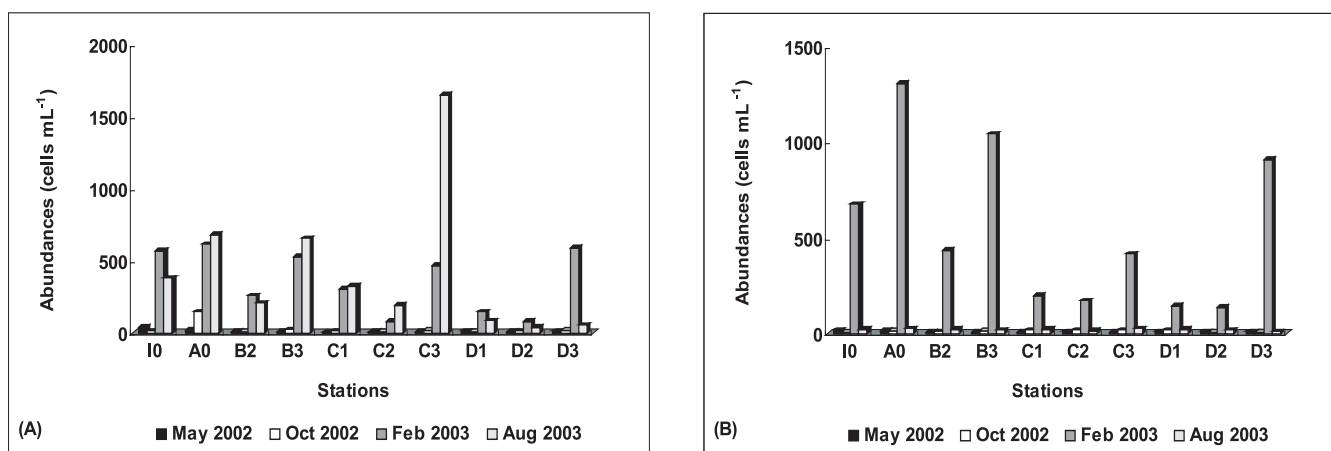 2000
1500
1000
500
0
Abundances (cells mL⁻¹)
I0 A0 B2 B3 C1 C2 C3 D1 D2 D3
Stations
(A)
May 2002 Oct 2002 Feb 2003 Aug 2003
1500
1000
500
0
Abundances (cells mL⁻¹)
I0 A0 B2 B3 C1 C2 C3 D1 D2 D3
Stations
(B)
May 2002 Oct 2002 Feb 2003 Aug 2003